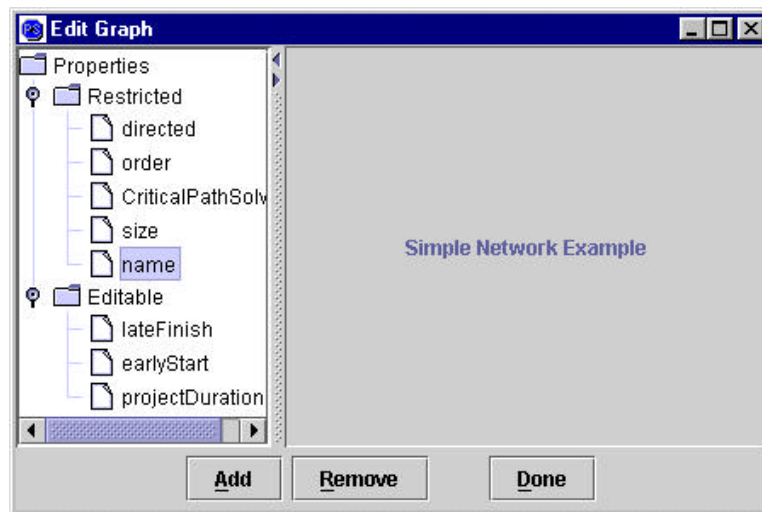 PS Edit Graph
Properties
Restricted
directed
order
CriticalPathSolv
size
name
Editable
lateFinish
earlyStart
projectDuration
Simple Network Example
Add
Remove
Done